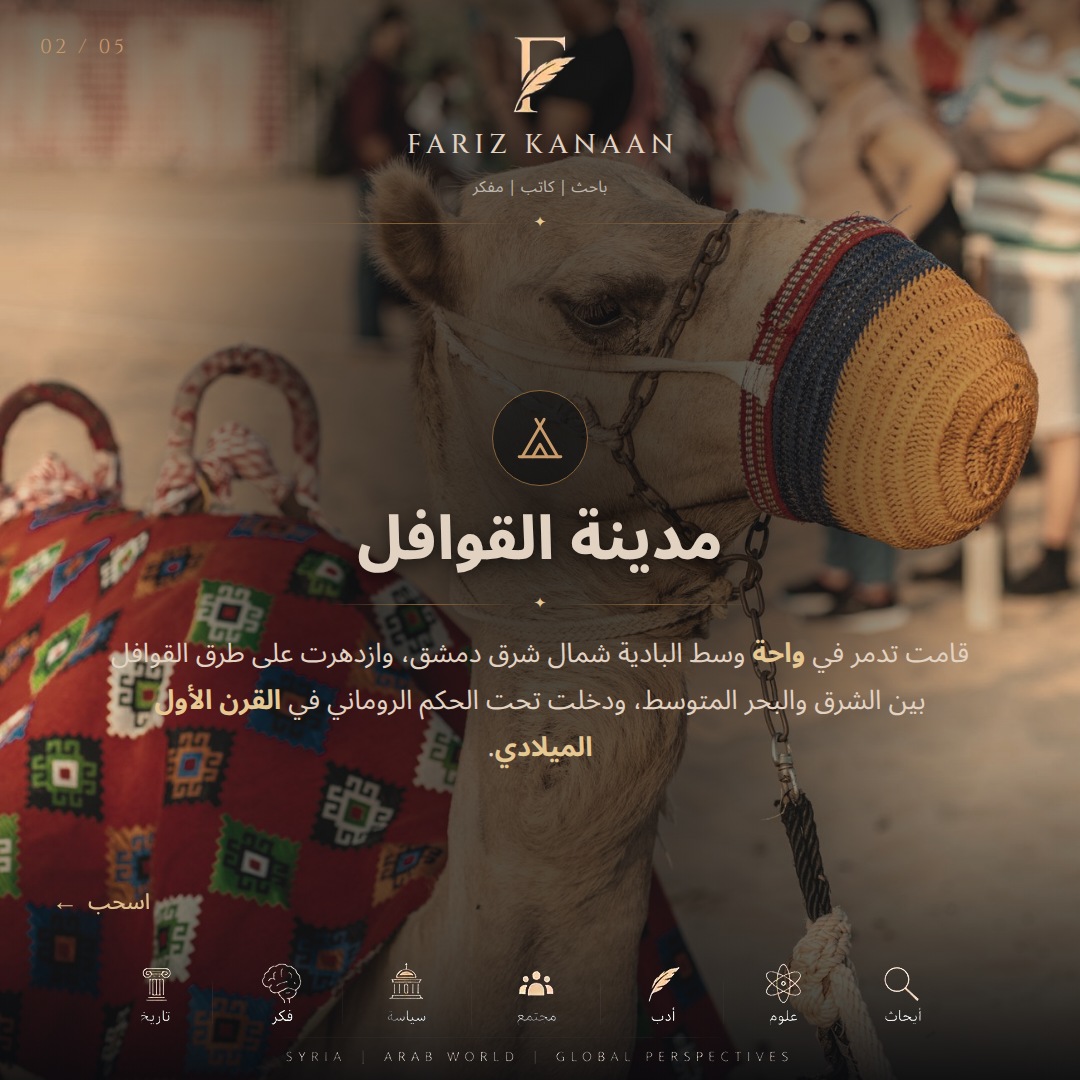 02 / 05
F
FARIZ KANAAN
باحث | كاتب | مفكر
مدينة القوافل
قامت تدمر في واحة وسط البادية شمال شرق دمشق، وازدهرت على طرق القوافل
بين الشرق والبحر المتوسط، ودخلت تحت الحكم الروماني في القرن الأول
الميلادي.
اسحب ←
أبحاث علوم أدب مجتمع سياسة فكر تاريخ
SYRIA | ARAB WORLD | GLOBAL PERSPECTIVES